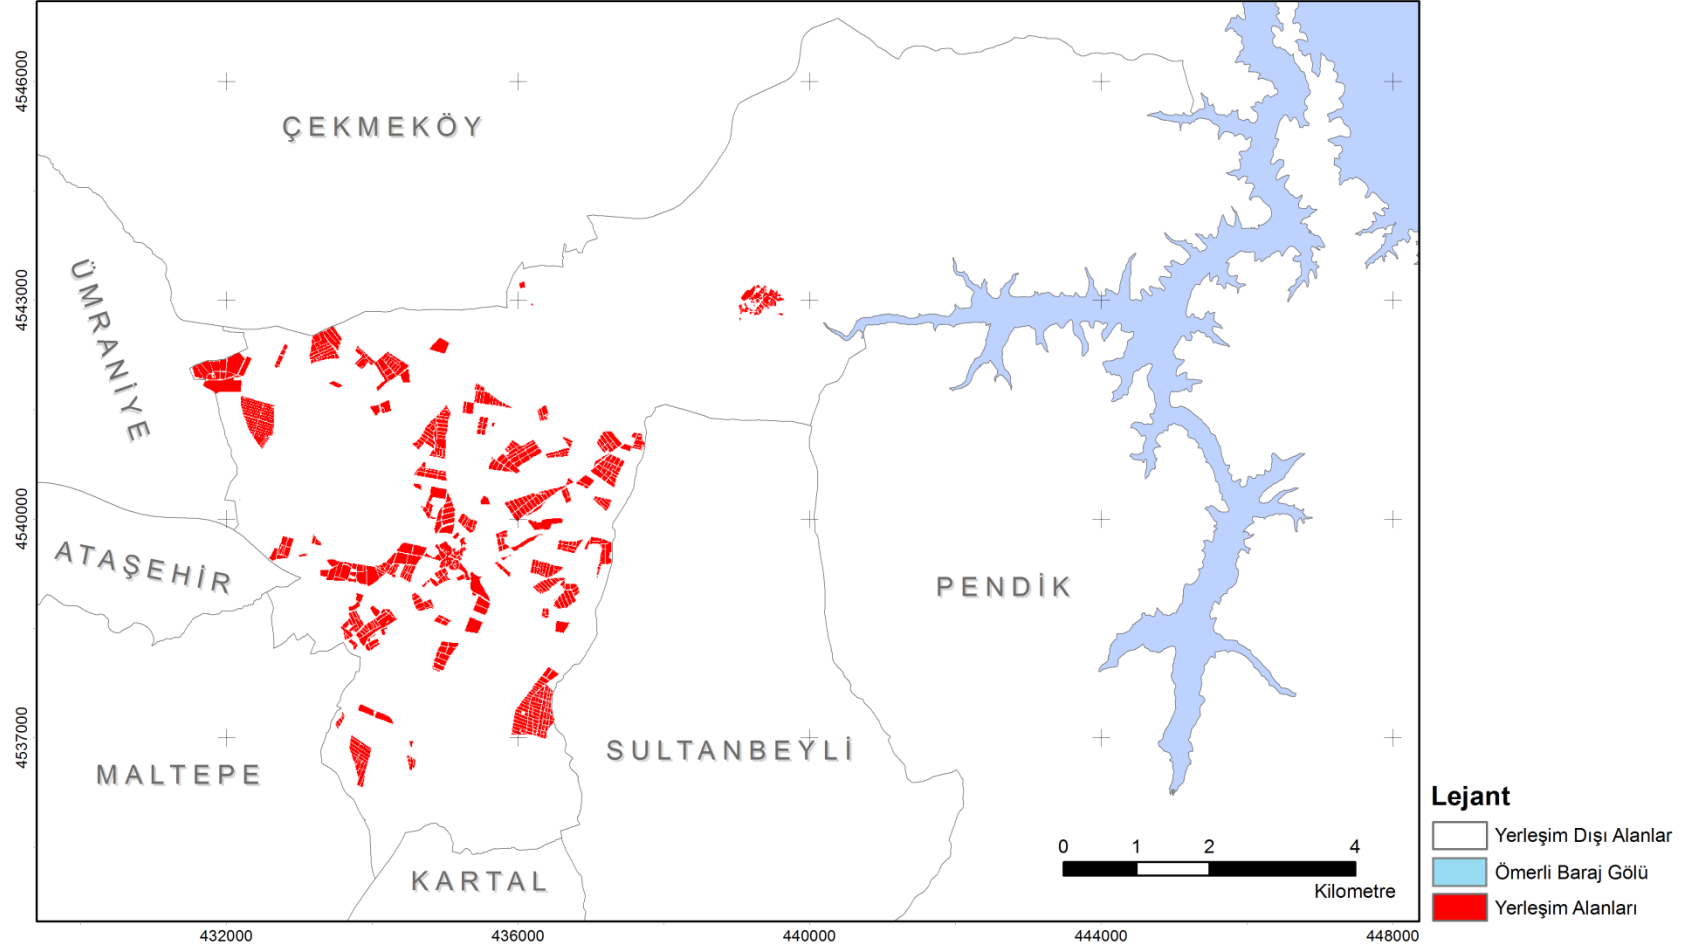 4546000
4543000
4540000
4537000
ÇEKMEKÖY
ÜMRANİYE
ATAŞEHİR
PENDİK
SULTANBEYLİ
MALTEPE
KARTAL
0 1 2 4
Kilometre
Lejant
Yerleşim Dışı Alanlar
Ömerli Baraj Gölü
Yerleşim Alanları
432000 436000 440000 444000 448000